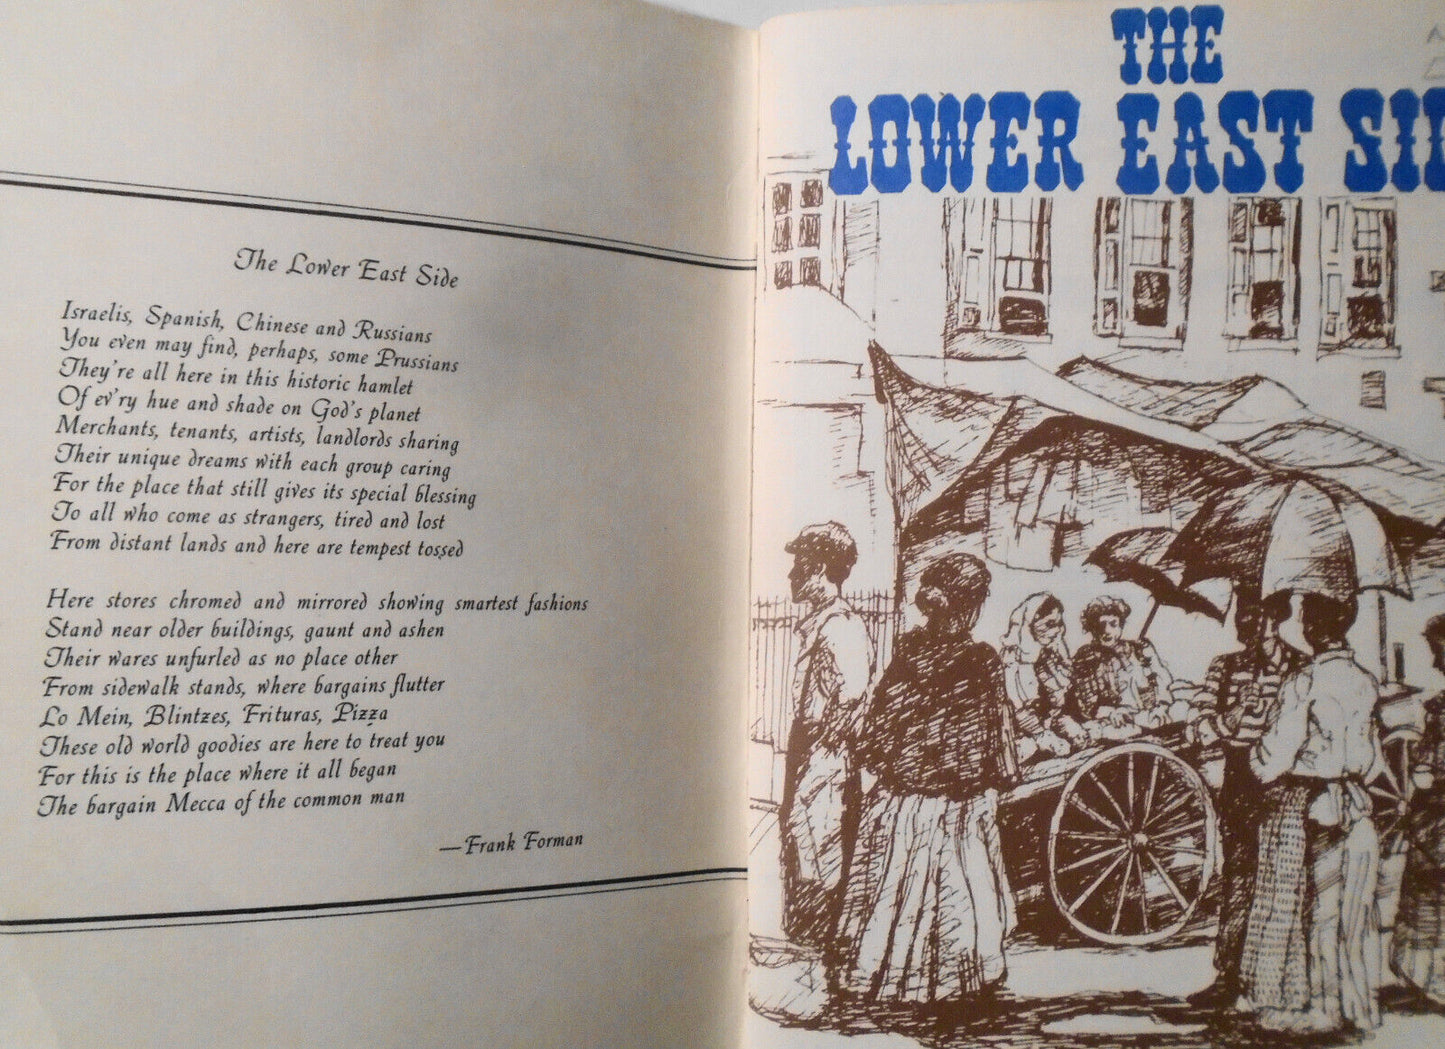 The Lower East Side
Israelis, Spanish, Chinese and Russians
You even may find, perhaps, some Prussians
They're all here in this historic hamlet
Of ev'ry hue and shade on God's planet
Merchants, tenants, artists, landlords sharing
Their unique dreams with each group caring
For the place that still gives its special blessing
To all who come as strangers, tired and lost
From distant lands and here are tempest tossed
Here stores chromed and mirrored showing smartest fashions
Stand near older buildings, gaunt and ashen
Their wares unfurled as no place other
From sidewalk stands, where bargains flutter
Lo Mein, Blintzes, Frituras, Pizza
These old world goodies are here to treat you
For this is the place where it all began
The bargain Mecca of the common man
—Frank Forman
THE
LOWER EAST SID